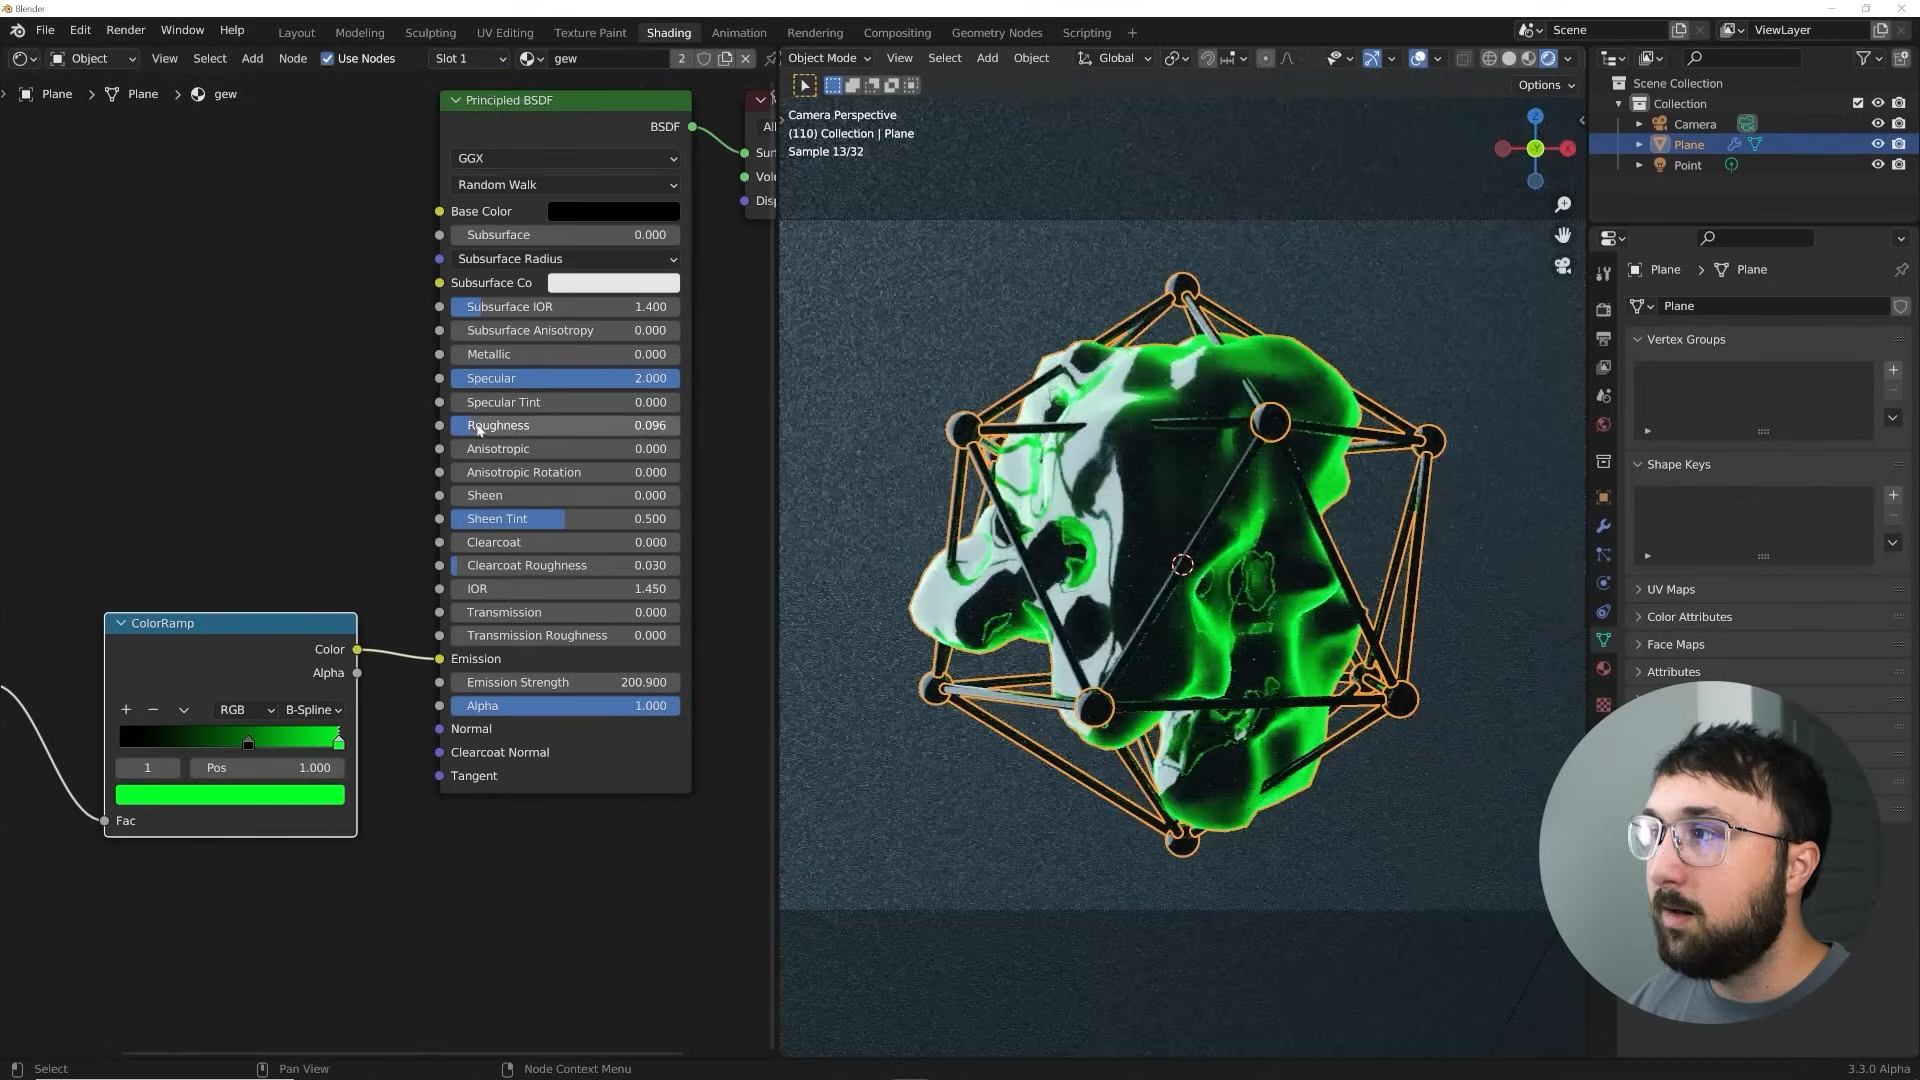 Blender
File Edit Render Window Help
Layout Modeling Sculpting UV Editing Texture Paint Shading Animation Rendering Compositing Geometry Nodes Scripting +
Scene
ViewLayer
Object View Select Add Node Use Nodes Slot 1 gew 2
Object Mode View Select Add Object Global
Options
Plane > Plane > gew
Camera Perspective
(110) Collection | Plane
Sample 13/32
Z
-Y
X
Principled BSDF
BSDF
GGX
Random Walk
Base Color
Subsurface 0.000
Subsurface Radius
Subsurface Co
Subsurface IOR 1.400
Subsurface Anisotropy 0.000
Metallic 0.000
Specular 2.000
Specular Tint 0.000
Roughness 0.096
Anisotropic 0.000
Anisotropic Rotation 0.000
Sheen 0.000
Sheen Tint 0.500
Clearcoat 0.000
Clearcoat Roughness 0.030
IOR 1.450
Transmission 0.000
Transmission Roughness 0.000
Emission
Emission Strength 200.900
Alpha 1.000
Normal
Clearcoat Normal
Tangent
Al
Sur
Volu
Disp
ColorRamp
Color
Alpha
+ − RGB B-Spline
1 Pos 1.000
Fac
Scene Collection
Collection
Camera
Plane
Point
Plane > Plane
Plane
Vertex Groups
Shape Keys
UV Maps
Color Attributes
Face Maps
Attributes
Select Pan View Node Context Menu
3.3.0 Alpha